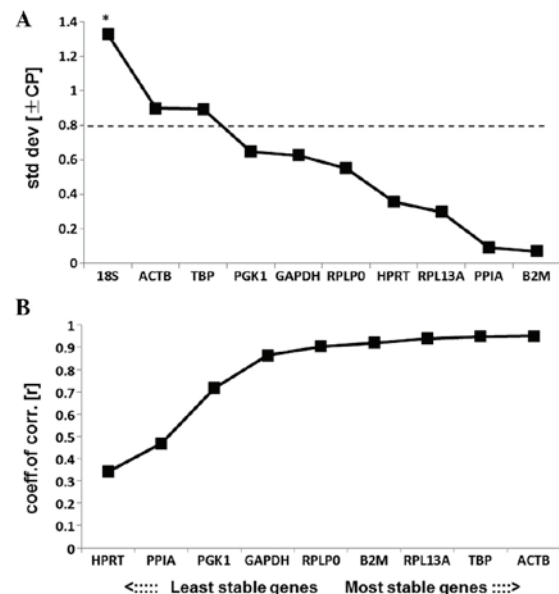 A
*
std dev [±CP]
1.4
1.2
1
0.8
0.6
0.4
0.2
0
18S ACTB TBP PGK1 GAPDH RPLP0 HPRT RPL13A PPIA B2M
B
coeff.of corr. [r]
1
0.9
0.8
0.7
0.6
0.5
0.4
0.3
0.2
0.1
0
HPRT PPIA PGK1 GAPDH RPLP0 B2M RPL13A TBP ACTB
<::::: Least stable genes Most stable genes ::::>